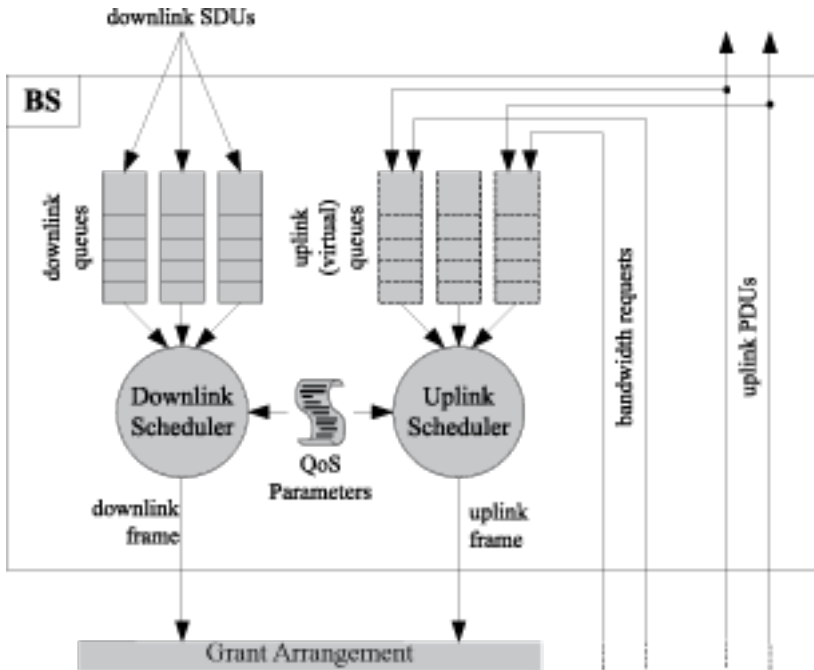 downlink SDUs
BS
downlink
queues
uplink
(virtual)
queues
bandwidth requests
uplink PDUs
Downlink
Scheduler
Uplink
Scheduler
QoS
Parameters
downlink
frame
uplink
frame
Grant Arrangement